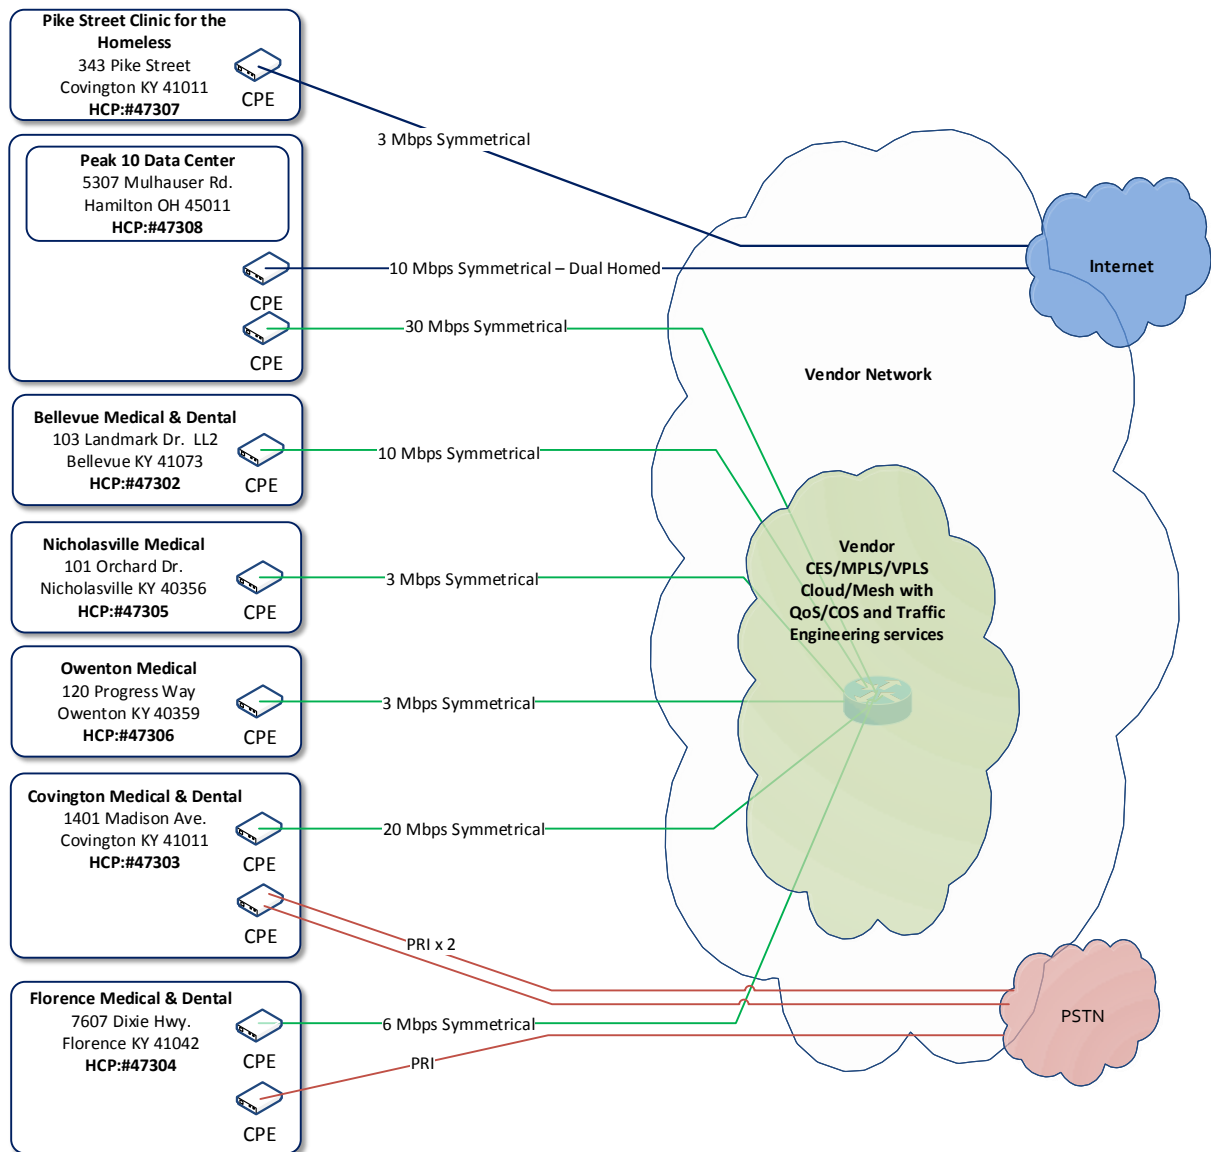 Pike Street Clinic for the
Homeless
343 Pike Street
Covington KY 41011
HCP:#47307
CPE
3 Mbps Symmetrical
Peak 10 Data Center
5307 Mulhauser Rd.
Hamilton OH 45011
HCP:#47308
CPE
10 Mbps Symmetrical – Dual Homed
Internet
CPE
30 Mbps Symmetrical
Vendor Network
Bellevue Medical & Dental
103 Landmark Dr.  LL2
Bellevue KY 41073
HCP:#47302
CPE
10 Mbps Symmetrical
Nicholasville Medical
101 Orchard Dr.
Nicholasville KY 40356
HCP:#47305
CPE
3 Mbps Symmetrical
Vendor
CES/MPLS/VPLS
Cloud/Mesh with
QoS/COS and Traffic
Engineering services
Owenton Medical
120 Progress Way
Owenton KY 40359
HCP:#47306
CPE
3 Mbps Symmetrical
Covington Medical & Dental
1401 Madison Ave.
Covington KY 41011
HCP:#47303
CPE
20 Mbps Symmetrical
CPE
PRI x 2
Florence Medical & Dental
7607 Dixie Hwy.
Florence KY 41042
HCP:#47304
CPE
6 Mbps Symmetrical
PSTN
CPE
PRI